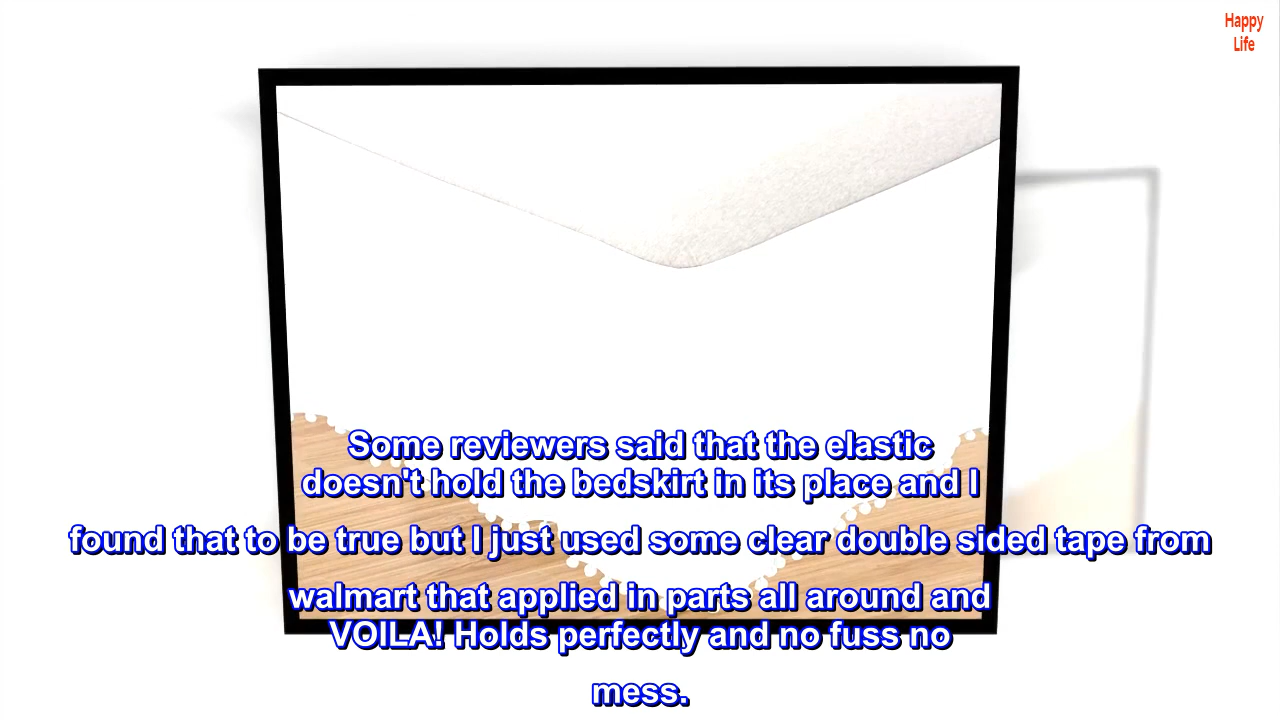 Happy
Life
Some reviewers said that the elastic
doesn't hold the bedskirt in its place and I
found that to be true but I just used some clear double sided tape from
walmart that applied in parts all around and
VOILA! Holds perfectly and no fuss no
mess.